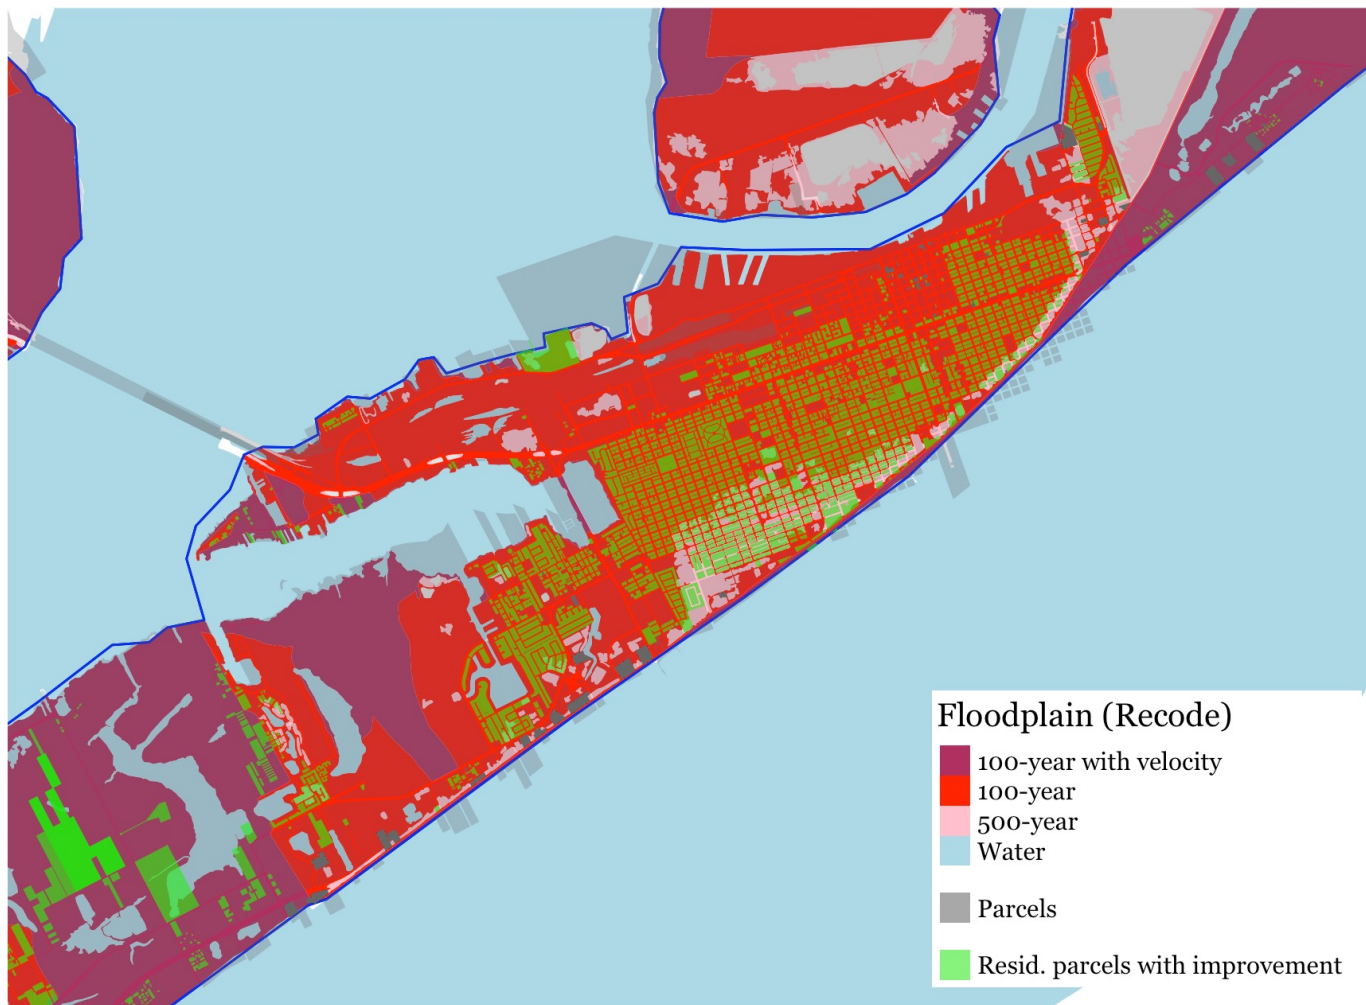 Floodplain (Recode)
100-year with velocity
100-year
500-year
Water
Parcels
Resid. parcels with improvement